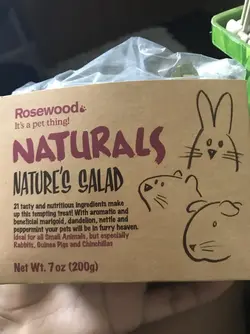 Rosewood
It's a pet thing!
NATURALS
NATURE'S SALAD
21 tasty and nutritious ingredients make
up this tempting treat! With aromatic and
beneficial marigold, dandelion, nettle and
peppermint your pets will be in furry heaven.
Ideal for all Small Animals, but especially
Rabbits, Guinea Pigs and Chinchillas
Net Wt. 7oz (200g)